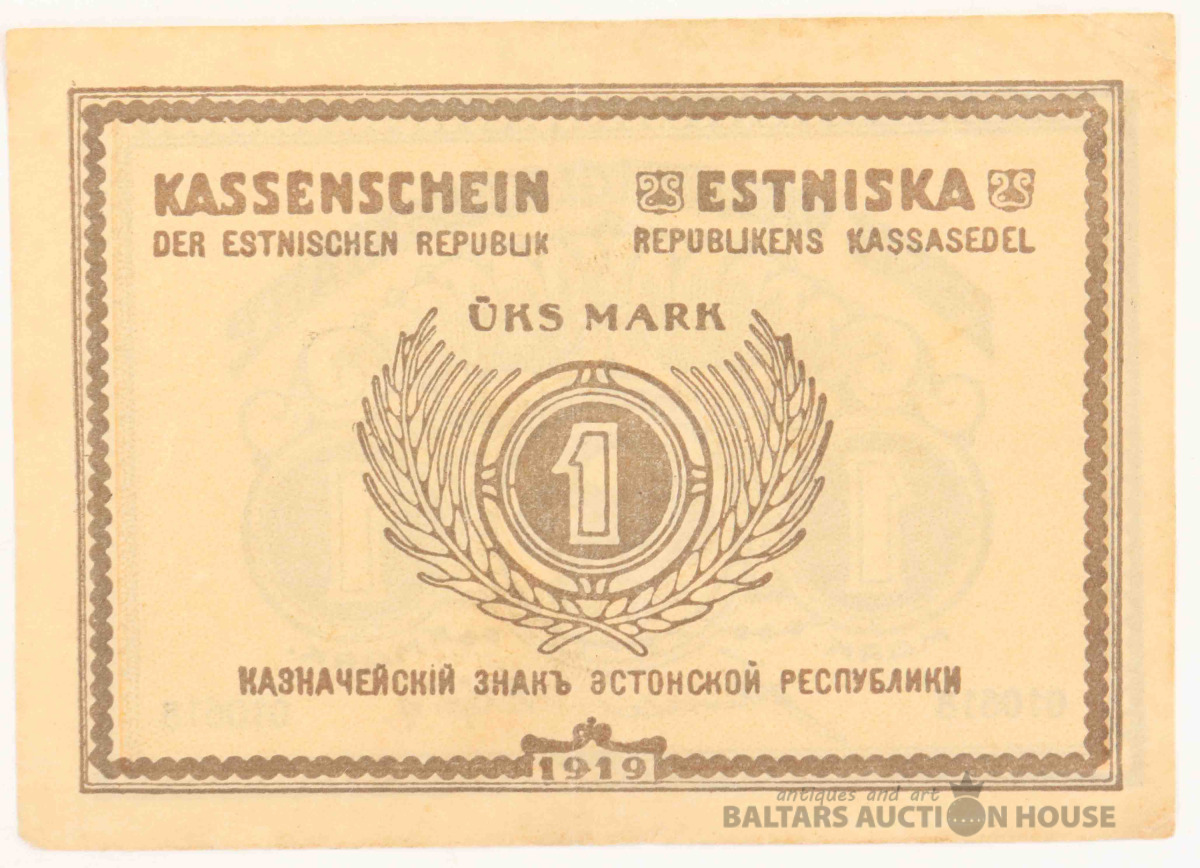 KASSENSCHEIN
DER ESTNISCHEN REPUBLIK
ESTNISKA
REPUBLIKENS KASSASEDEL
ÜKS MARK
1
КАЗНАЧЕЙСКІЙ ЗНАКЪ ЭСТОНСКОЙ РЕСПУБЛИКИ
1919
antiques and art
BALTARS AUCTION HOUSE